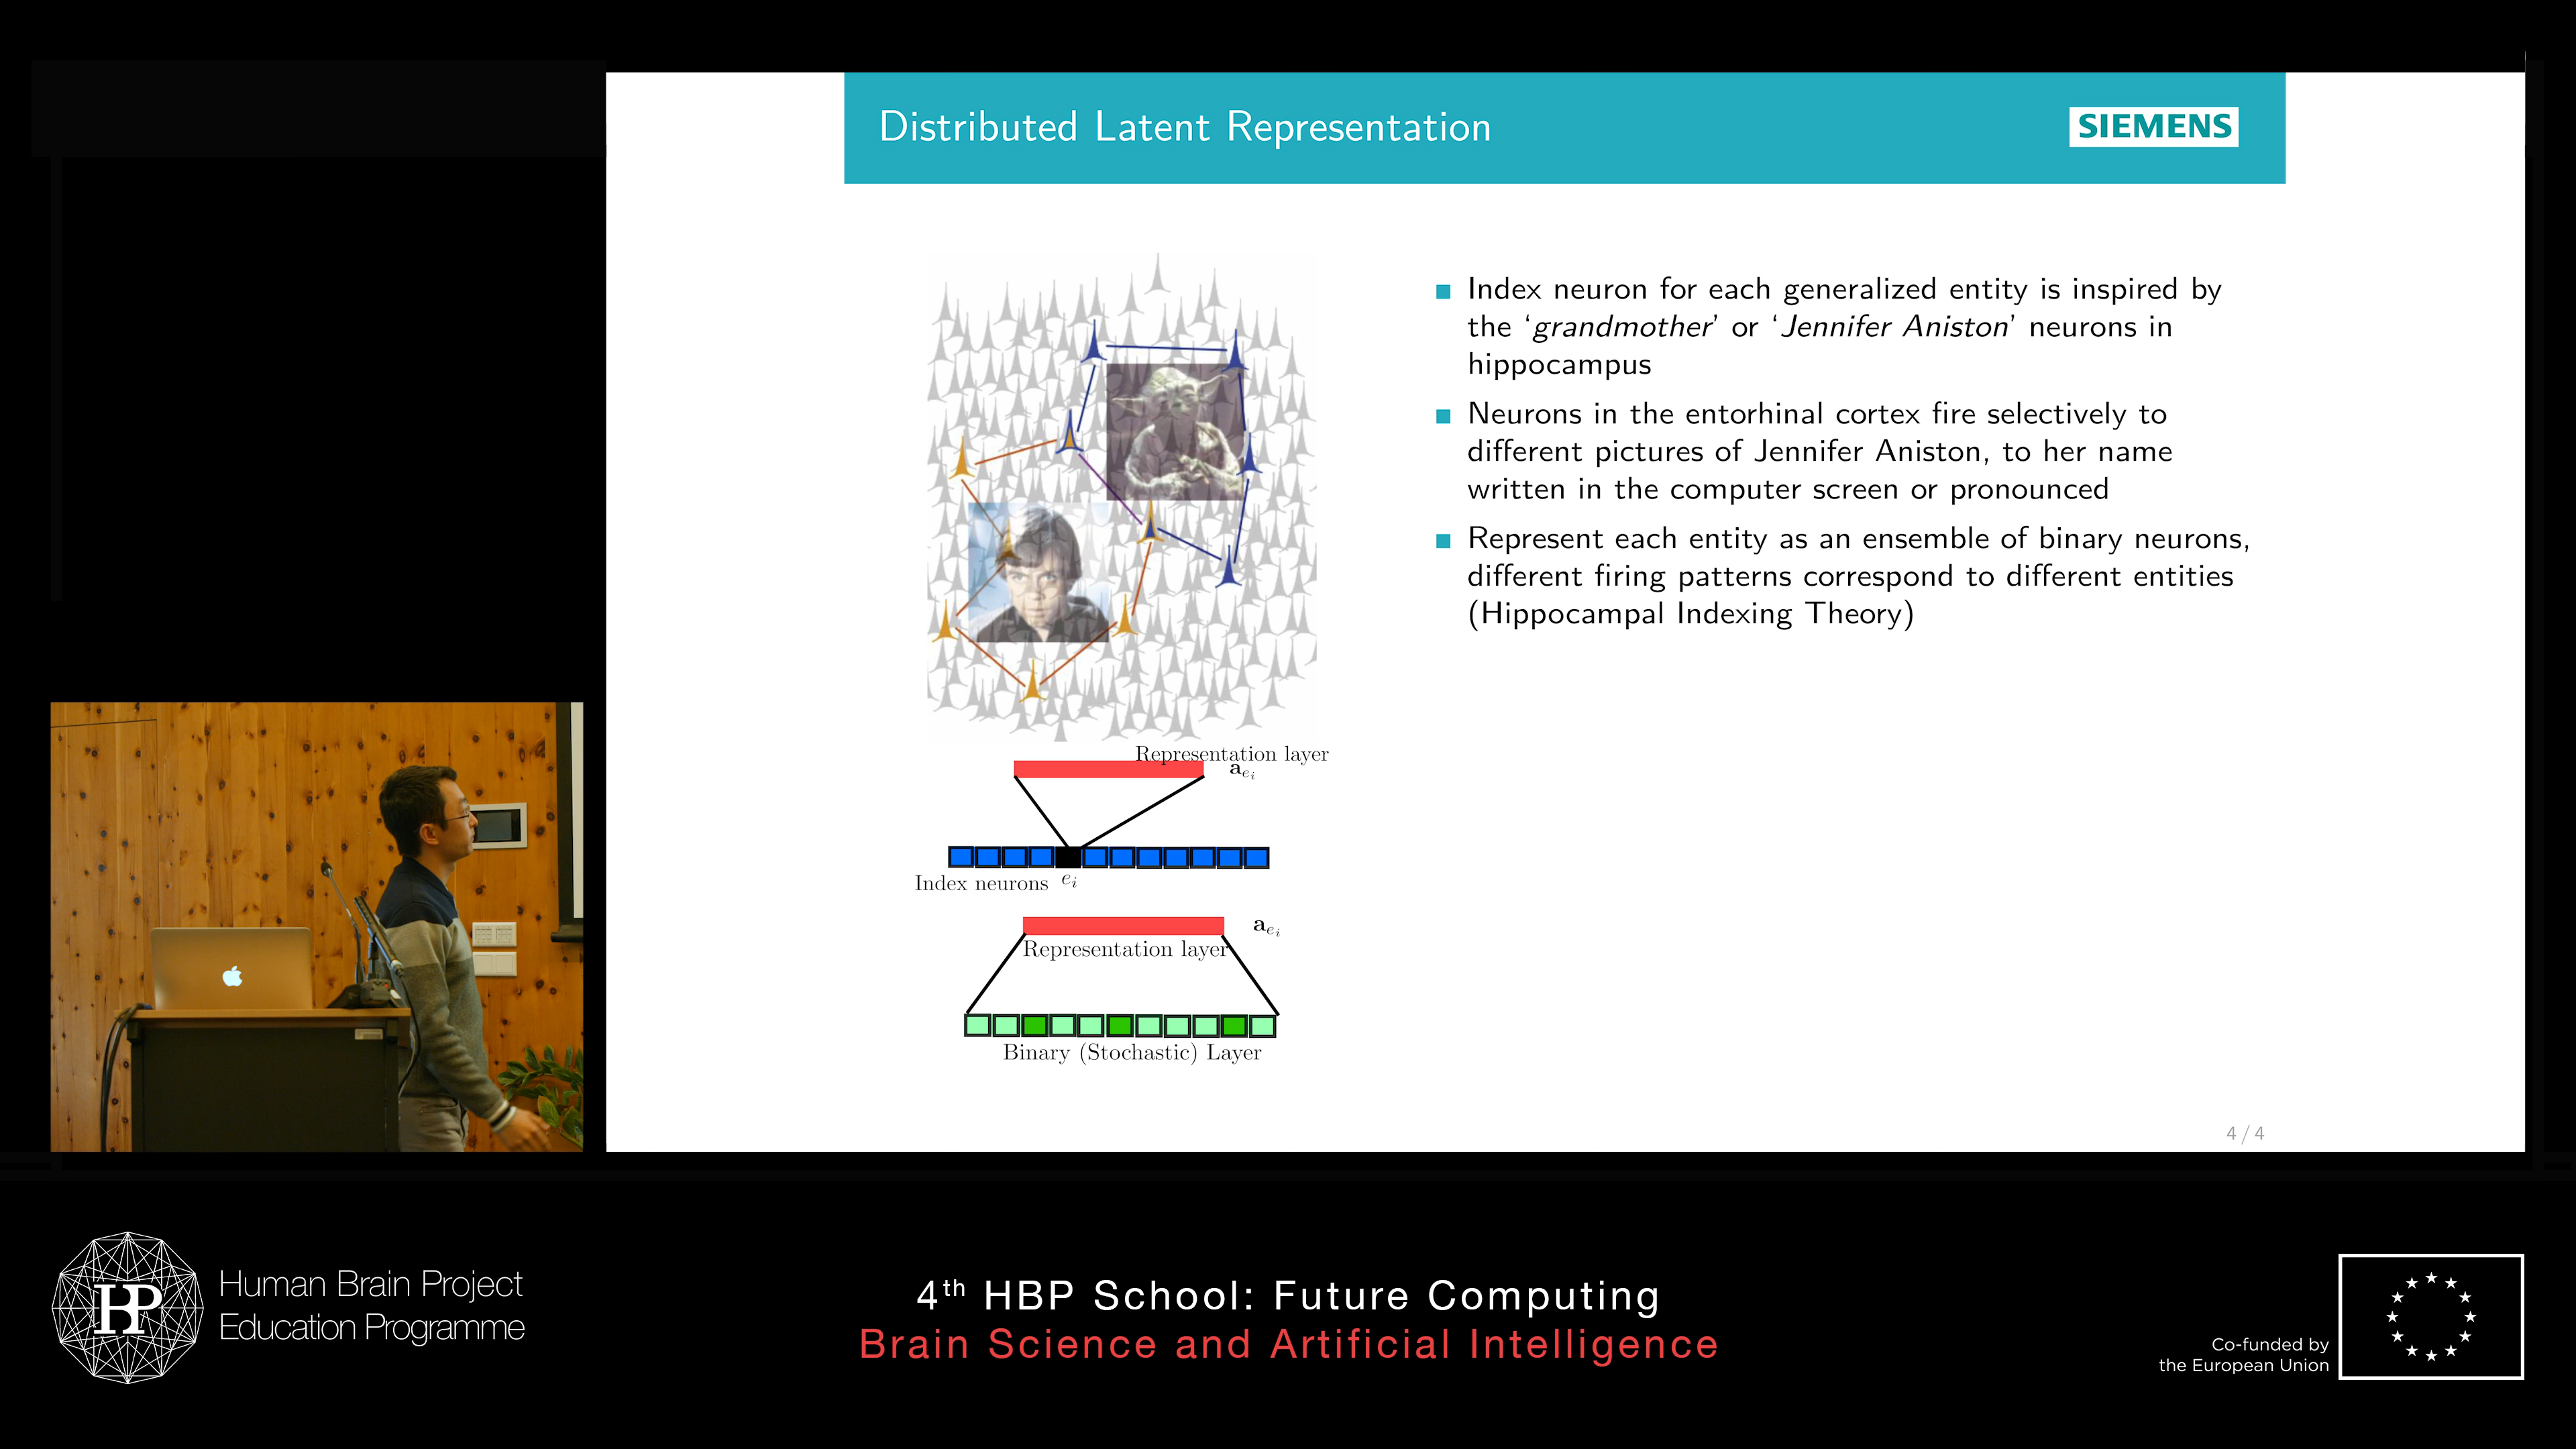 Distributed Latent Representation
SIEMENS
Index neuron for each generalized entity is inspired by
the ‘grandmother’ or ‘Jennifer Aniston’ neurons in
hippocampus
Neurons in the entorhinal cortex fire selectively to
different pictures of Jennifer Aniston, to her name
written in the computer screen or pronounced
Represent each entity as an ensemble of binary neurons,
different firing patterns correspond to different entities
(Hippocampal Indexing Theory)
Representation layer
a_{e_i}
Index neurons e_i
a_{e_i}
Representation layer
Binary (Stochastic) Layer
4 / 4
HBP
Human Brain Project
Education Programme
4th HBP School: Future Computing
Brain Science and Artificial Intelligence
Co-funded by
the European Union